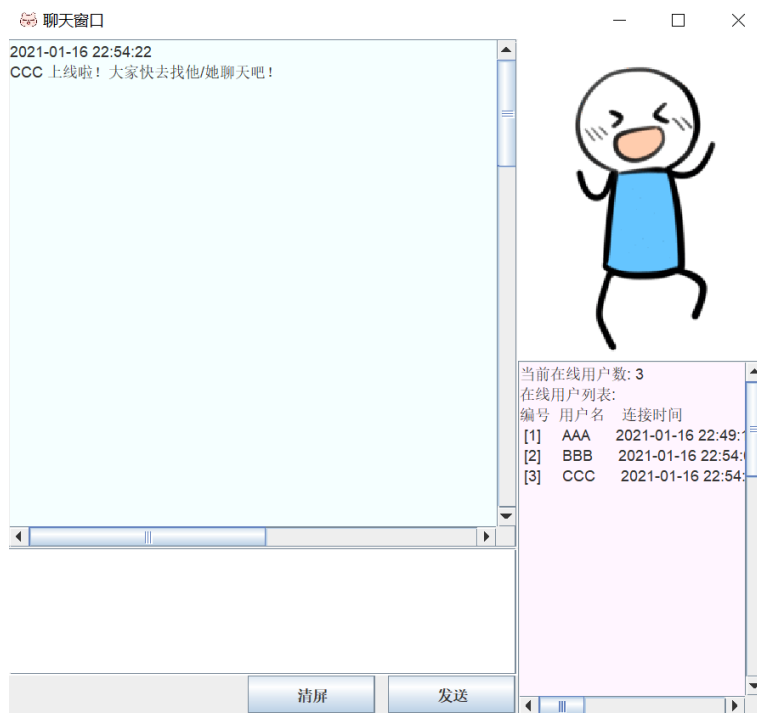 聊天窗口
2021-01-16 22:54:22
CCC 上线啦！大家快去找他/她聊天吧！
当前在线用户数: 3
在线用户列表:
编号 用户名 连接时间
[1] AAA 2021-01-16 22:49:
[2] BBB 2021-01-16 22:54:
[3] CCC 2021-01-16 22:54:
清屏 发送